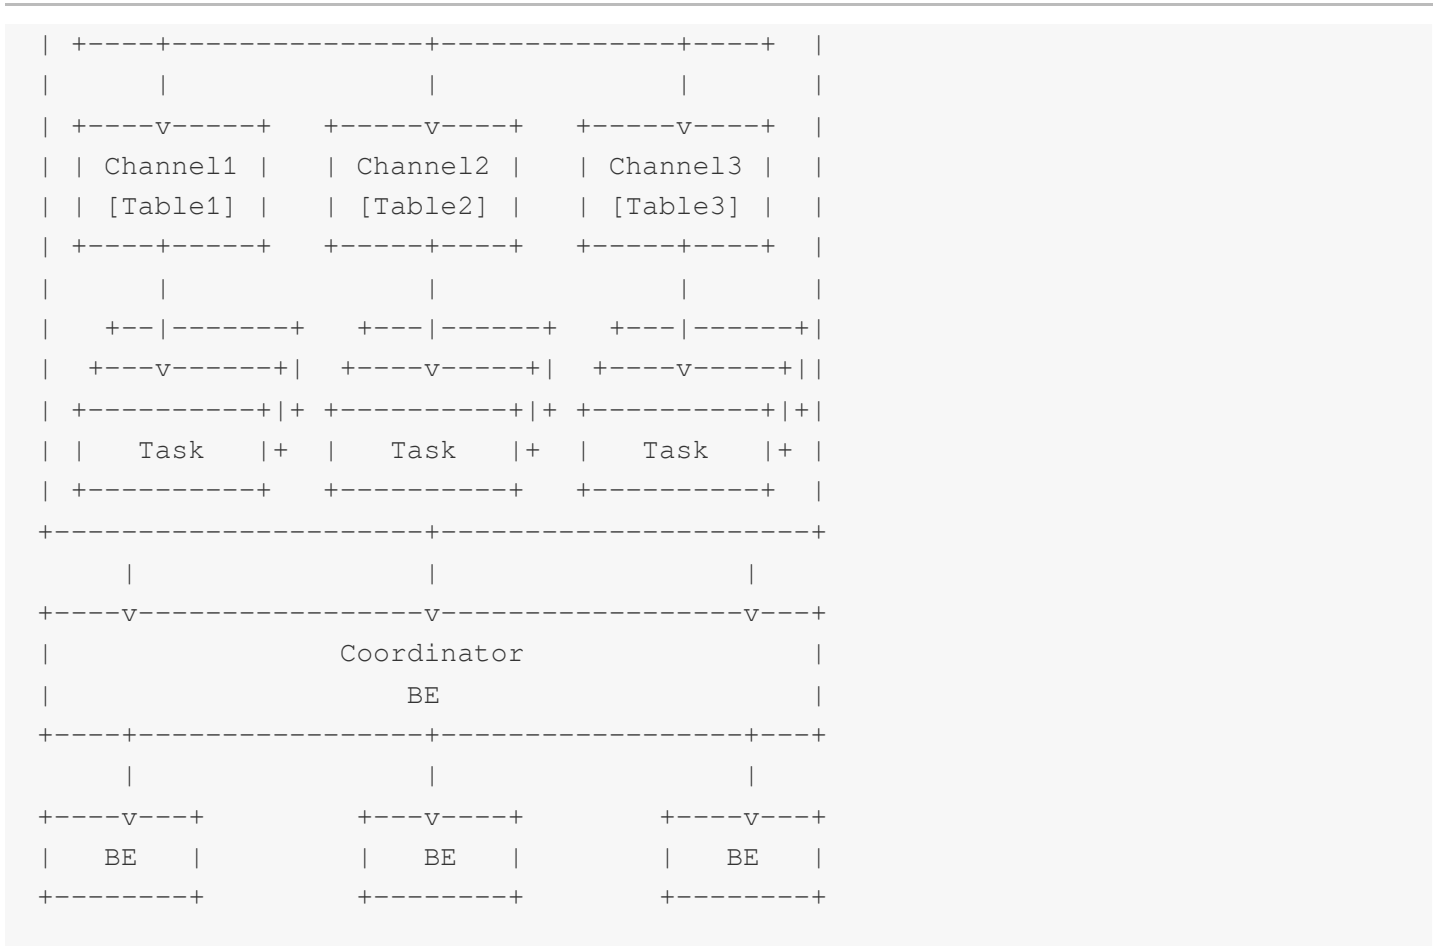 | +----+---------------+--------------+----+  |
|      |               |              |       |
| +----v-----+   +-----v----+   +-----v----+  |
| | Channel1 |   | Channel2 |   | Channel3 |  |
| | [Table1] |   | [Table2] |   | [Table3] |  |
| +----+-----+   +-----+----+   +-----+----+  |
|      |               |              |       |
|   +--|-------+   +---|------+   +---|------+|
|  +---v------+|  +----v-----+|  +----v-----+||
| +----------+|+ +----------+|+ +----------+|+|
| |   Task   |+  |   Task   |+  |   Task   |+ |
| +----------+   +----------+   +----------+  |
+----------------------+----------------------+
     |                 |                  |
+----v-----------------v------------------v---+
|                 Coordinator                 |
|                     BE                      |
+----+-----------------+------------------+---+
     |                 |                  |
+----v---+         +---v----+        +----v---+
|   BE   |         |   BE   |        |   BE   |
+--------+         +--------+        +--------+